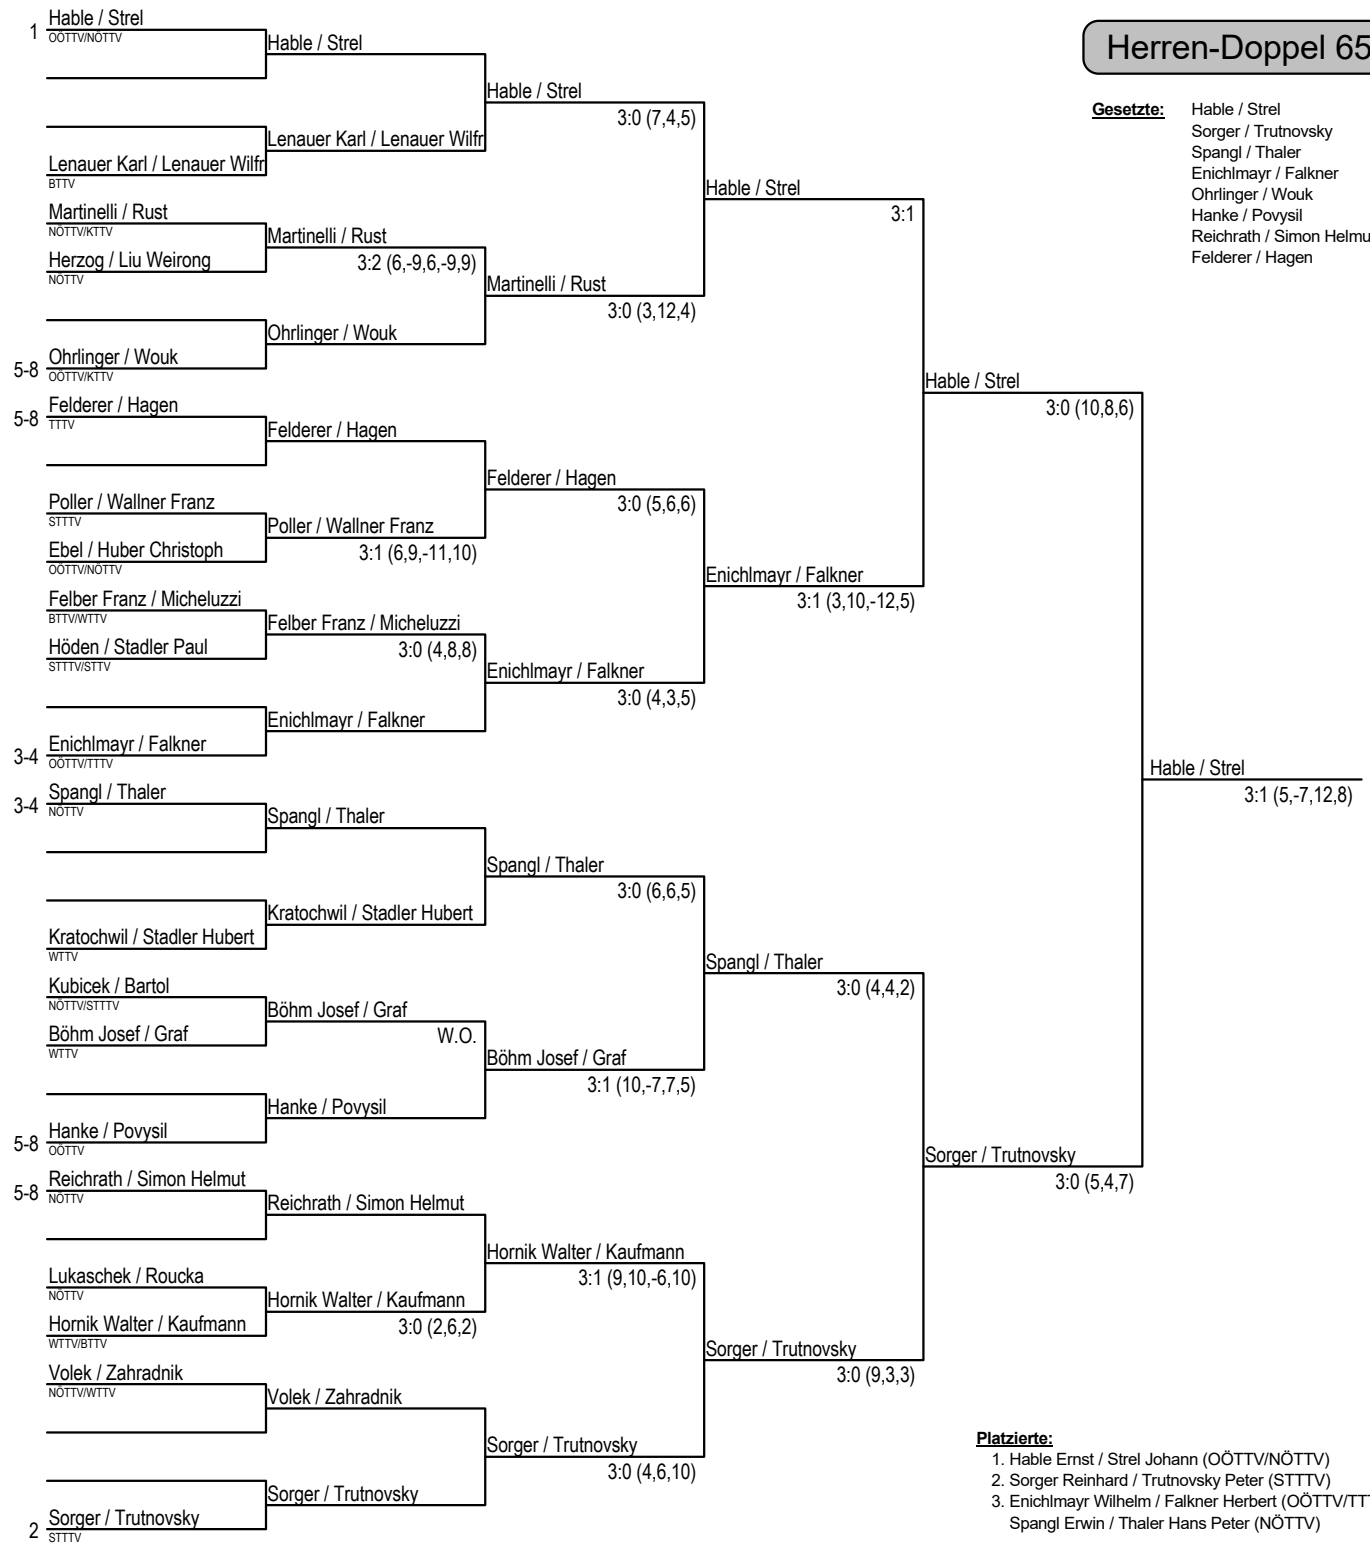 Herren-Doppel 65
Gesetzte:
Hable / Strel
Sorger / Trutnovsky
Spangl / Thaler
Enichlmayr / Falkner
Ohrlinger / Wouk
Hanke / Povysil
Reichrath / Simon Helmu
Felderer / Hagen
1 Hable / Strel
OÖTTV/NÖTTV
Lenauer Karl / Lenauer Wilfr
BTTV
Martinelli / Rust
NÖTTV/KTTV
Herzog / Liu Weirong
NÖTTV
5-8 Ohrlinger / Wouk
OÖTTV/KTTV
5-8 Felderer / Hagen
TTTV
Poller / Wallner Franz
STTTV
Ebel / Huber Christoph
OÖTTV/NÖTTV
Felber Franz / Micheluzzi
BTTV/WTTV
Höden / Stadler Paul
STTTV/STTV
3-4 Enichlmayr / Falkner
OÖTTV/TTTV
3-4 Spangl / Thaler
NÖTTV
Kratochwil / Stadler Hubert
WTTV
Kubicek / Bartol
NÖTTV/STTTV
Böhm Josef / Graf
WTTV
5-8 Hanke / Povysil
OÖTTV
5-8 Reichrath / Simon Helmut
NÖTTV
Lukaschek / Roucka
NÖTTV
Hornik Walter / Kaufmann
WTTV/BTTV
Volek / Zahradnik
NÖTTV/WTTV
2 Sorger / Trutnovsky
STTTV
Hable / Strel
Lenauer Karl / Lenauer Wilfr
Martinelli / Rust
3:2 (6,-9,6,-9,9)
Ohrlinger / Wouk
Felderer / Hagen
Poller / Wallner Franz
3:1 (6,9,-11,10)
Felber Franz / Micheluzzi
3:0 (4,8,8)
Enichlmayr / Falkner
Spangl / Thaler
Kratochwil / Stadler Hubert
Böhm Josef / Graf
W.O.
Hanke / Povysil
Reichrath / Simon Helmut
Hornik Walter / Kaufmann
3:0 (2,6,2)
Volek / Zahradnik
Sorger / Trutnovsky
Hable / Strel
3:0 (7,4,5)
Martinelli / Rust
3:0 (3,12,4)
Felderer / Hagen
3:0 (5,6,6)
Enichlmayr / Falkner
3:0 (4,3,5)
Spangl / Thaler
3:0 (6,6,5)
Böhm Josef / Graf
3:1 (10,-7,7,5)
Hornik Walter / Kaufmann
3:1 (9,10,-6,10)
Sorger / Trutnovsky
3:0 (4,6,10)
Hable / Strel
3:1
Enichlmayr / Falkner
3:1 (3,10,-12,5)
Spangl / Thaler
3:0 (4,4,2)
Sorger / Trutnovsky
3:0 (9,3,3)
Hable / Strel
3:0 (10,8,6)
Sorger / Trutnovsky
3:0 (5,4,7)
Hable / Strel
3:1 (5,-7,12,8)
Platzierte:
1. Hable Ernst / Strel Johann (OÖTTV/NÖTTV)
2. Sorger Reinhard / Trutnovsky Peter (STTTV)
3. Enichlmayr Wilhelm / Falkner Herbert (OÖTTV/TT
Spangl Erwin / Thaler Hans Peter (NÖTTV)